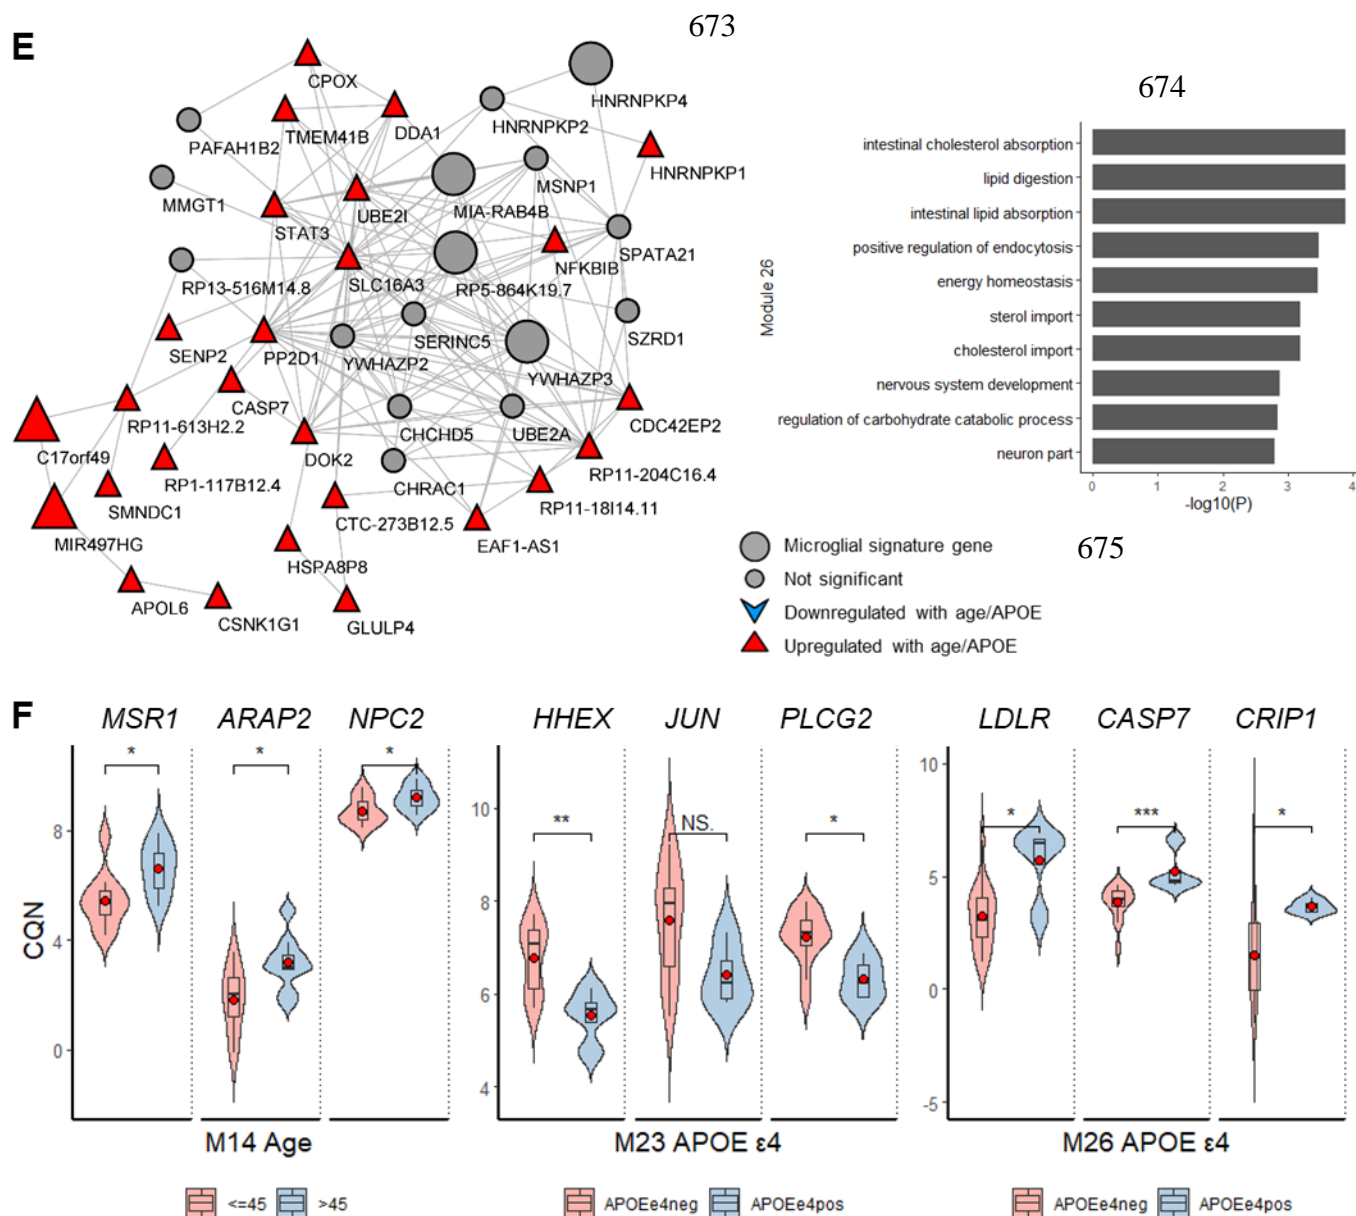 673
E
CPOX
HNRNPKP4
674
TMEM41B
DDA1
HNRNPKP2
PAFAH1B2
HNRNPKP1
MSNP1
MMGT1
UBE2I
MIA-RAB4B
STAT3
NFKBIB
SPATA21
RP13-516M14.8
SLC16A3
RP5-864K19.7
SERINC5
SZRD1
SENP2
PP2D1
YWHAZP2
YWHAZP3
CASP7
RP11-613H2.2
CHCHD5
UBE2A
CDC42EP2
C17orf49
DOK2
RP11-204C16.4
RP1-117B12.4
CHRAC1
SMNDC1
CTC-273B12.5
RP11-18I14.11
MIR497HG
EAF1-AS1
HSPA8P8
APOL6
CSNK1G1
GLULP4
Module 26
intestinal cholesterol absorption
lipid digestion
intestinal lipid absorption
positive regulation of endocytosis
energy homeostasis
sterol import
cholesterol import
nervous system development
regulation of carbohydrate catabolic process
neuron part
0 1 2 3 4
-log10(P)
675
Microglial signature gene
Not significant
Downregulated with age/APOE
Upregulated with age/APOE
F
MSR1 ARAP2 NPC2 HHEX JUN PLCG2 LDLR CASP7 CRIP1
* * * ** NS. * * *** *
CQN
8
4
0
10
8
6
4
10
5
0
-5
M14 Age M23 APOE ε4 M26 APOE ε4
<=45 >45 APOEe4neg APOEe4pos APOEe4neg APOEe4pos